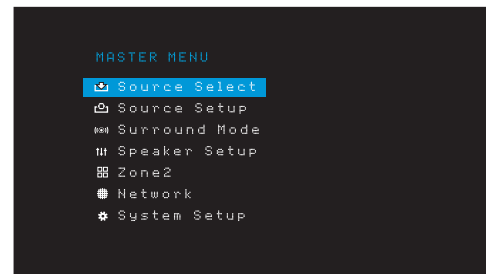 MASTER MENU
Source Select
Source Setup
Surround Mode
Speaker Setup
Zone2
Network
System Setup